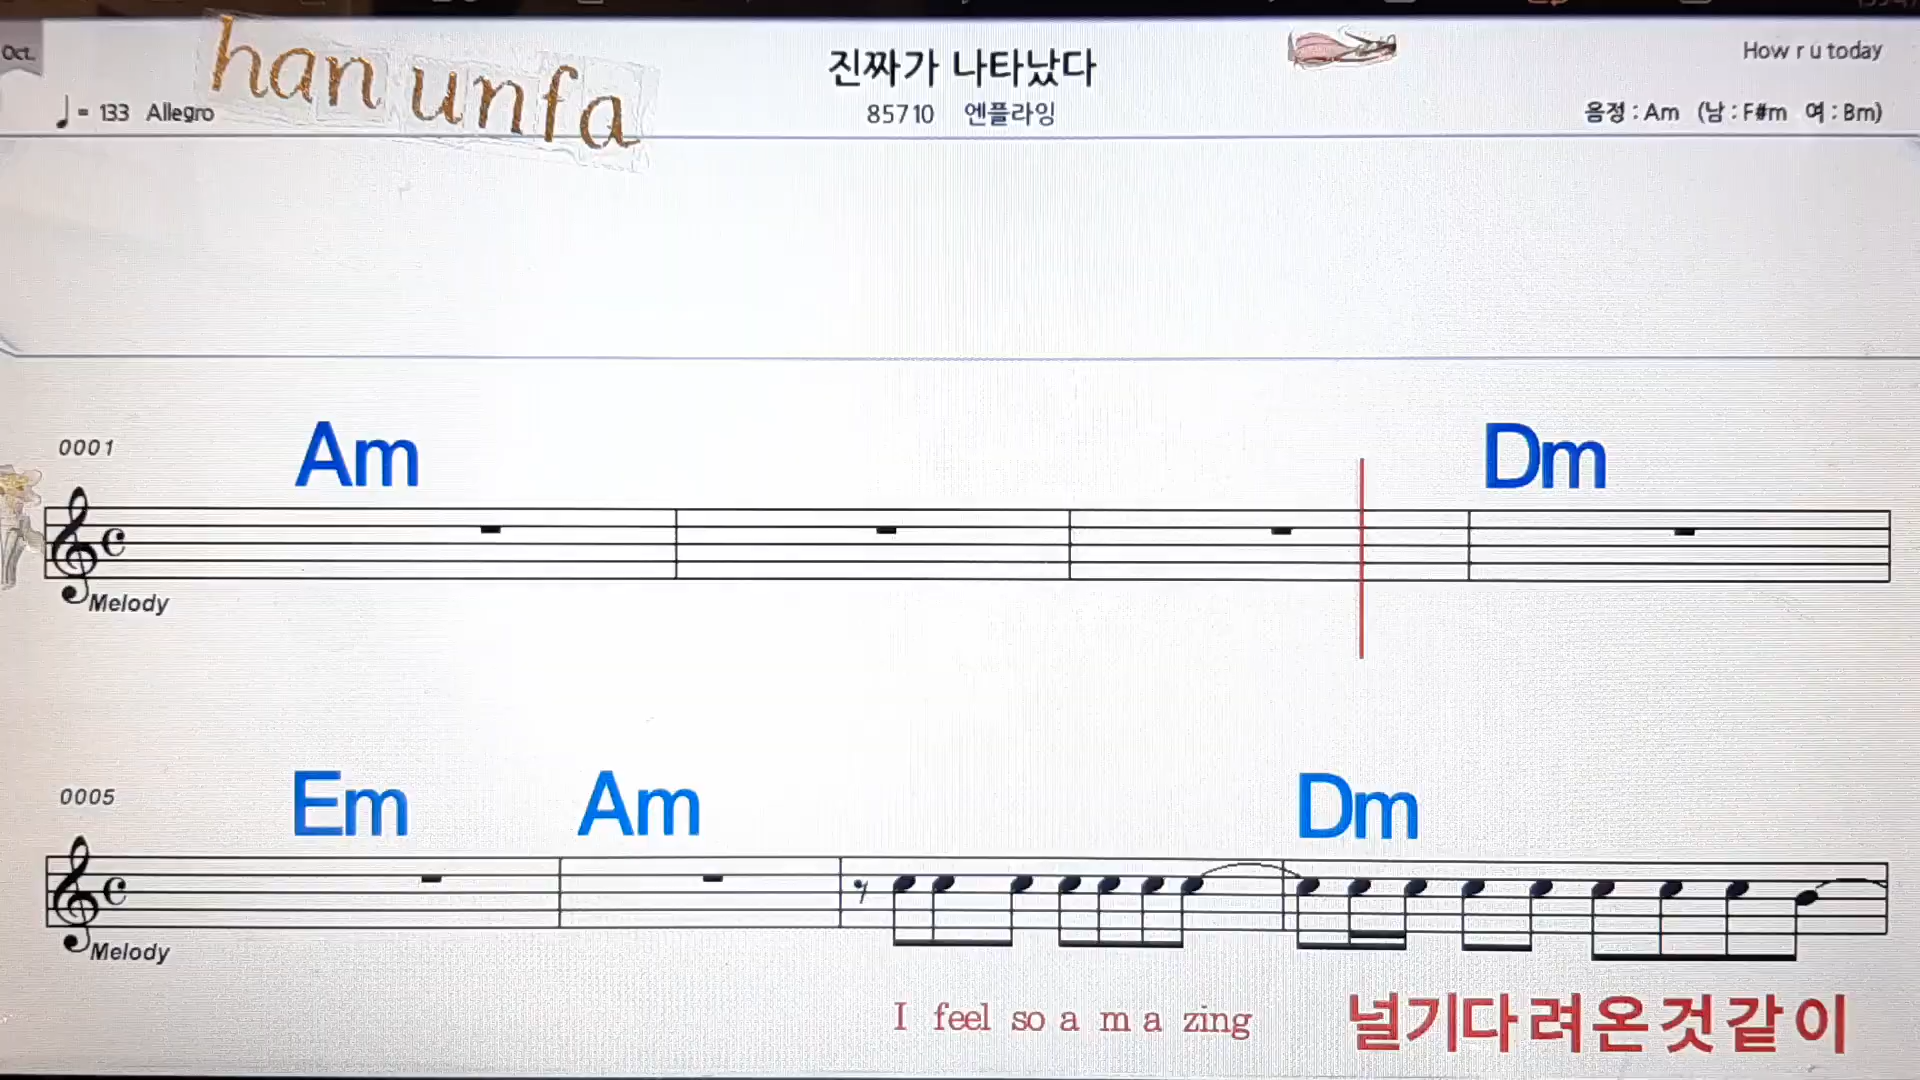 Oct.
han unfa
진짜가 나타났다
How r u today
♩= 133 Allegro
85710 엔플라잉
음정 : Am (남 : F#m 여 : Bm)
0001
Am
Dm
Melody
0005
Em Am Dm
Melody
I feel so a m a zing 널기다려온것같이